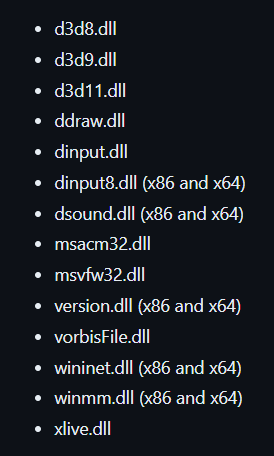 d3d8.dll
d3d9.dll
d3d11.dll
ddraw.dll
dinput.dll
dinput8.dll (x86 and x64)
dsound.dll (x86 and x64)
msacm32.dll
msvfw32.dll
version.dll (x86 and x64)
vorbisFile.dll
wininet.dll (x86 and x64)
winmm.dll (x86 and x64)
xlive.dll